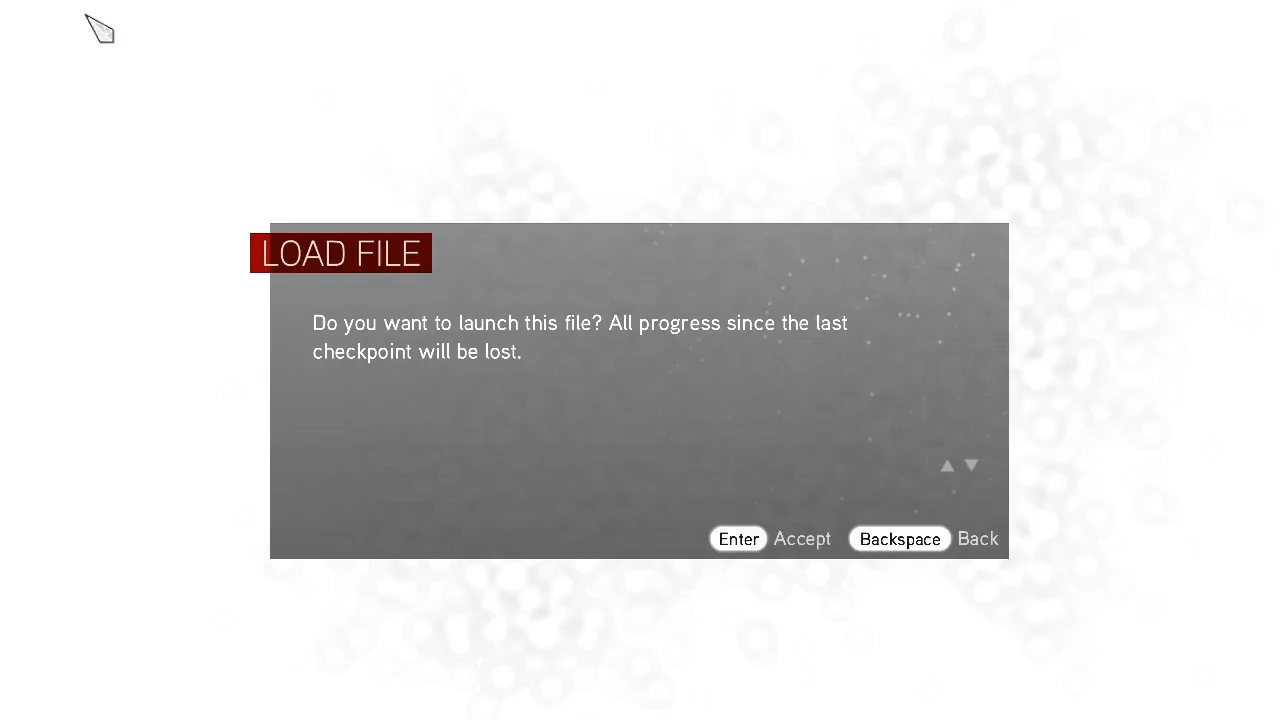 LOAD FILE
Do you want to launch this file? All progress since the last
checkpoint will be lost.
Enter Accept Backspace Back